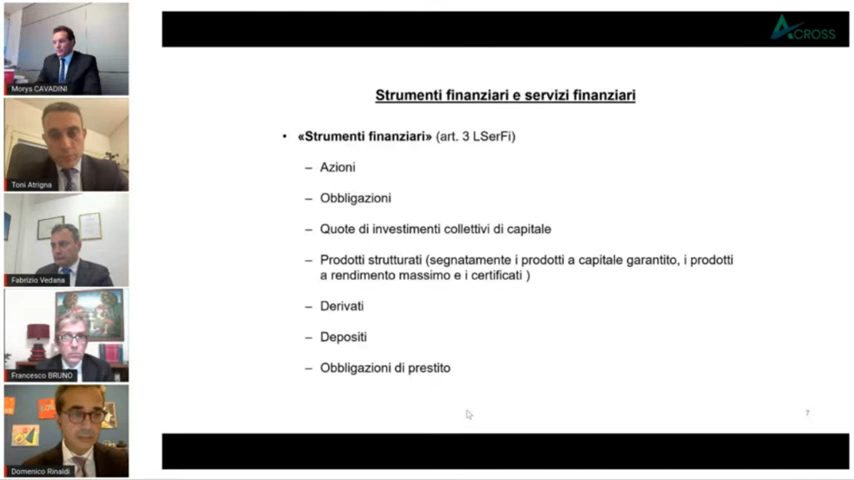 ACROSS
Strumenti finanziari e servizi finanziari
• «Strumenti finanziari» (art. 3 LSerFi)
– Azioni
– Obbligazioni
– Quote di investimenti collettivi di capitale
– Prodotti strutturati (segnatamente i prodotti a capitale garantito, i prodotti
a rendimento massimo e i certificati )
– Derivati
– Depositi
– Obbligazioni di prestito
7
Morys CAVADINI
Toni Atrigna
Fabrizio Vedana
Francesco BRUNO
Domenico Rinaldi